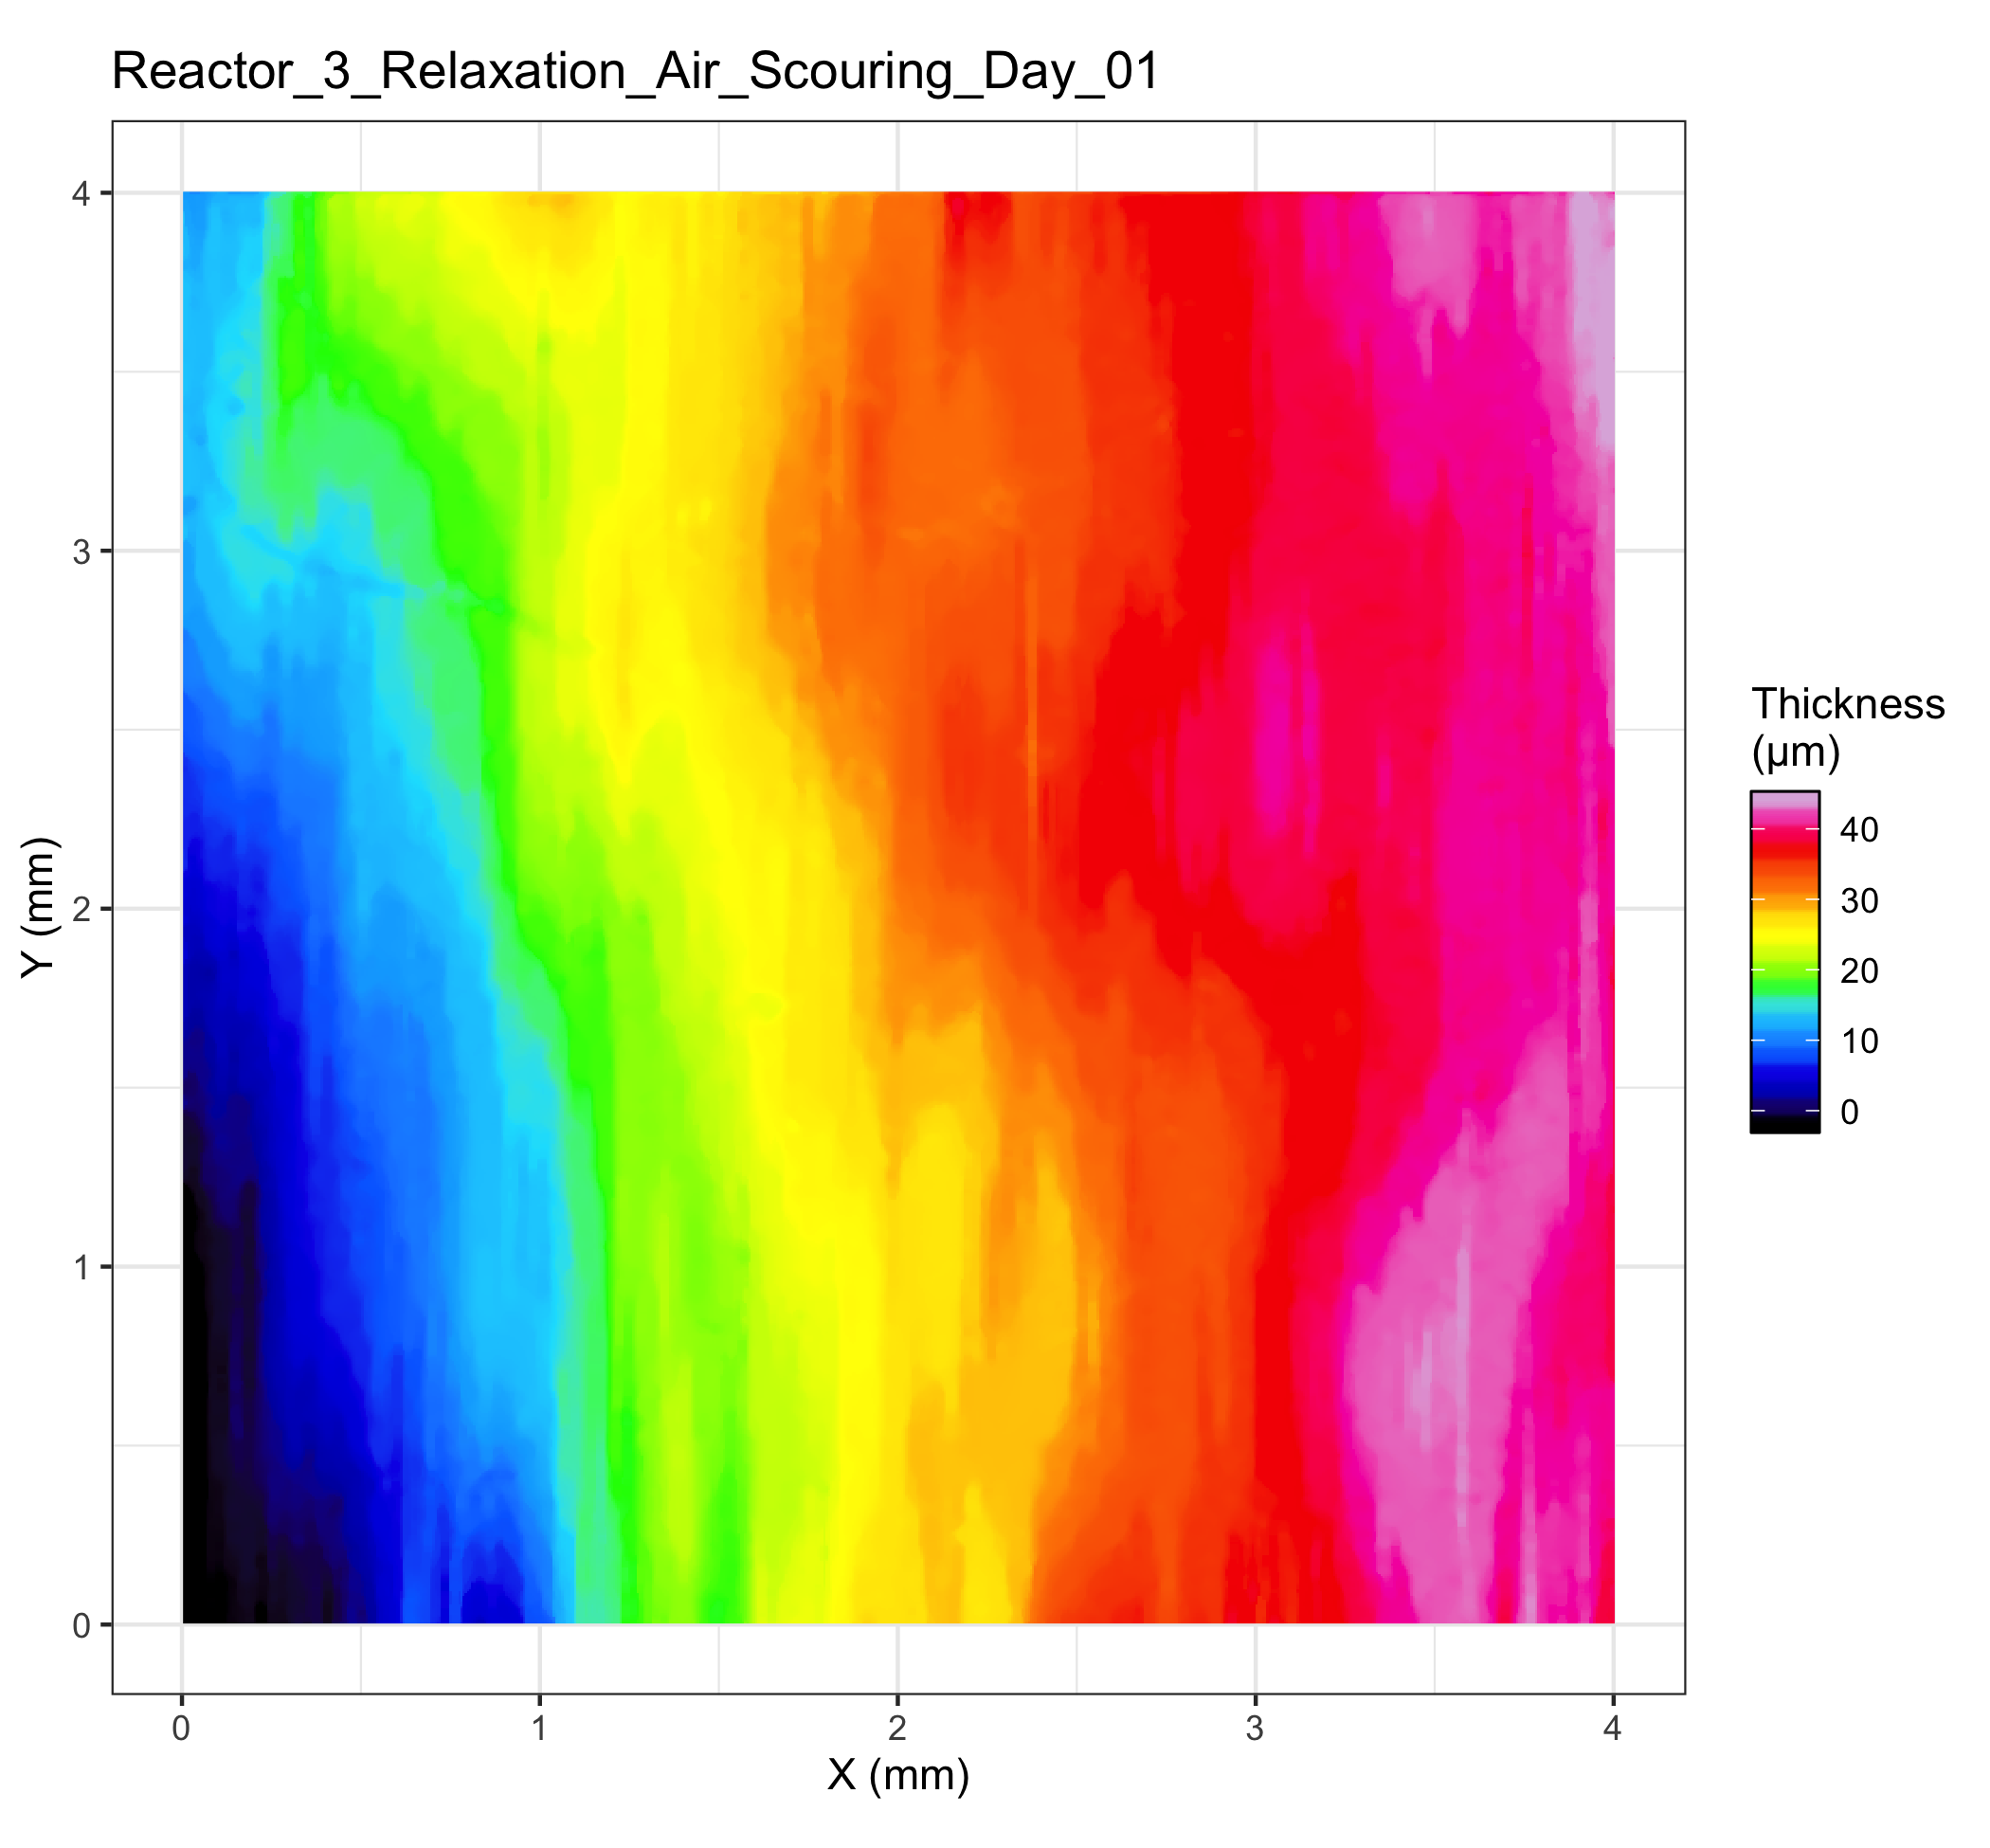 Reactor_3_Relaxation_Air_Scouring_Day_01
4
3
2
1
0
Y (mm)
0 1 2 3 4
X (mm)
Thickness
(µm)
40
30
20
10
0